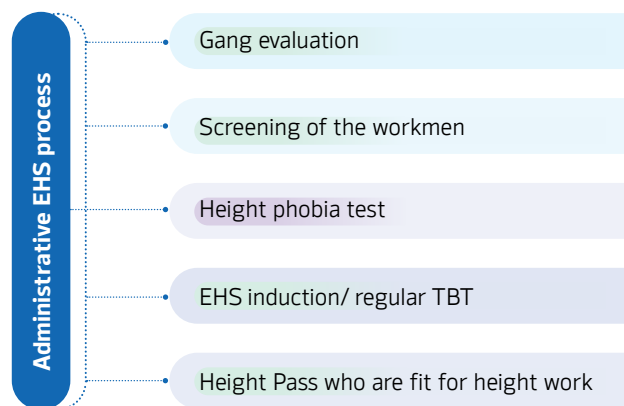 Administrative EHS process
Gang evaluation
Screening of the workmen
Height phobia test
EHS induction/ regular TBT
Height Pass who are fit for height work